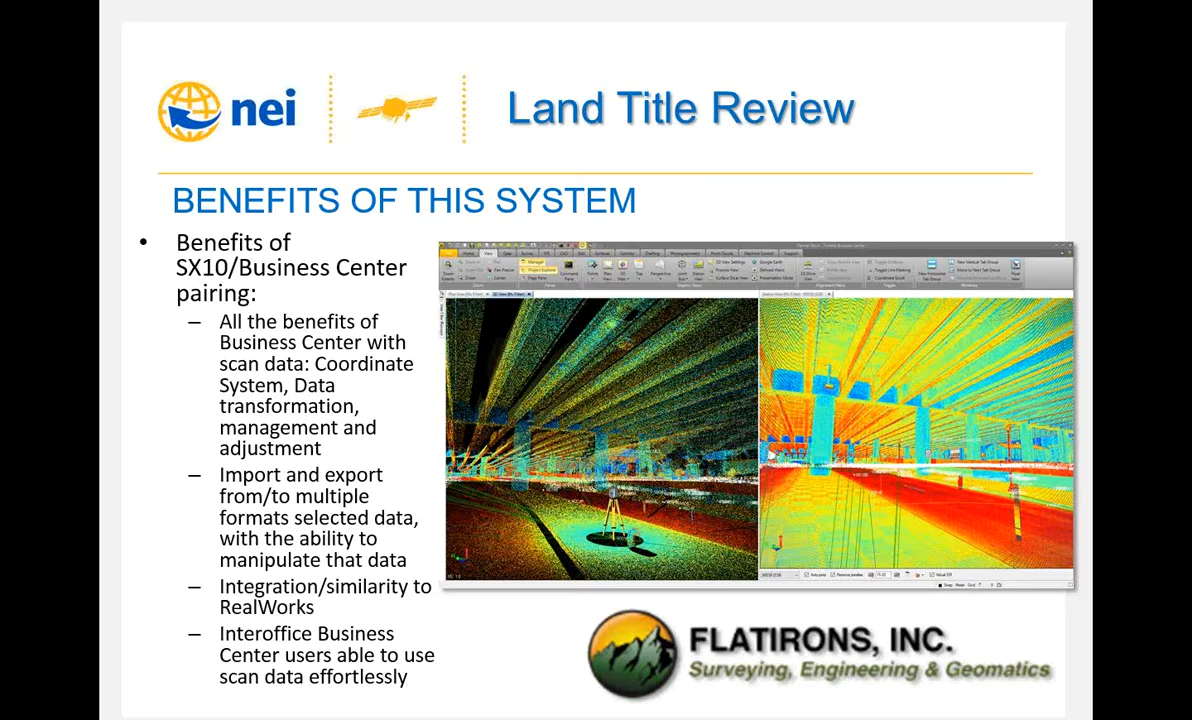 nei
Land Title Review
BENEFITS OF THIS SYSTEM
• Benefits of
SX10/Business Center
pairing:
– All the benefits of
Business Center with
scan data: Coordinate
System, Data
transformation,
management and
adjustment
– Import and export
from/to multiple
formats selected data,
with the ability to
manipulate that data
– Integration/similarity to
RealWorks
– Interoffice Business
Center users able to use
scan data effortlessly
FLATIRONS, INC.
Surveying, Engineering & Geomatics